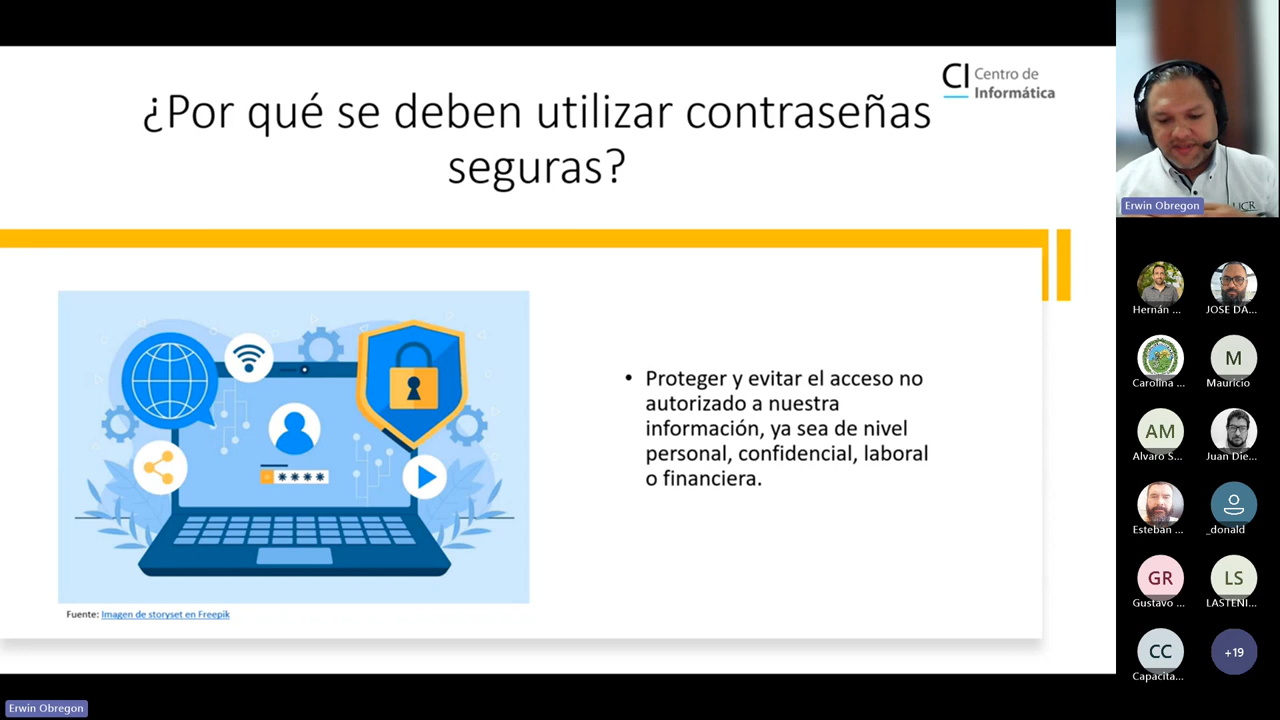 ¿Por qué se deben utilizar contraseñas
seguras?
CI Centro de
Informática
Proteger y evitar el acceso no
autorizado a nuestra
información, ya sea de nivel
personal, confidencial, laboral
o financiera.
****
Fuente: Imagen de storyset en Freepik
UCR
Erwin Obregon
Hernán ...
JOSE DA...
Carolina ...
M
Mauricio
AM
Alvaro S...
Juan Die...
Esteban ...
_donald
GR
Gustavo ...
LS
LASTENI...
CC
Capacita...
+19
Erwin Obregon